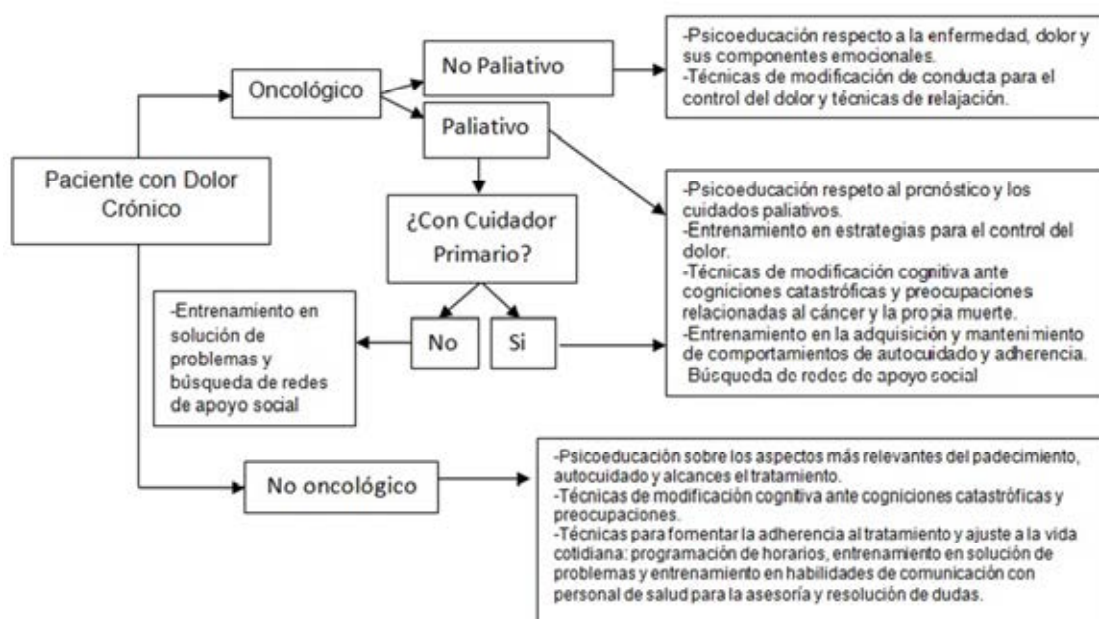 Paciente con Dolor
Crónico
Oncológico
No Paliativo
-Psicoeducación respecto a la enfermedad, dolor y
sus componentes emocionales.
-Técnicas de modificación de conducta para el
control del dolor y técnicas de relajación.
Paliativo
-Psicoeducación respeto al prcnóstico y los
cuidados paliativos.
-Entrenamiento en estrategias para el control del
dolor.
-Técnicas de modificación cognitiva ante
cogniciones catastróficas y preocupaciones
relacionadas al cáncer y la propia muerte.
-Entrenamiento en la adquisición y mantenimiento
de comportamientos de autocuidado y adherencia.
Búsqueda de redes de apoyo social
¿Con Cuidador
Primario?
No
Si
-Entrenamiento en
solución de
problemas y
búsqueda de redes
de apoyo social
No oncológico
-Psicoeducación sobre los aspectos más relevantes del padecimiento,
autocuidado y alcances el tratamiento.
-Técnicas de modificación cognitiva ante cogniciones catastróficas y
preocupaciones.
-Técnicas para fomentar la adherencia al tratamiento y ajuste a la vida
cotidiana: programación de horarios, entrenamiento en solución de
problemas y entrenamiento en habilidades de comunicación con
personal de salud para la asesoría y resolución de dudas.